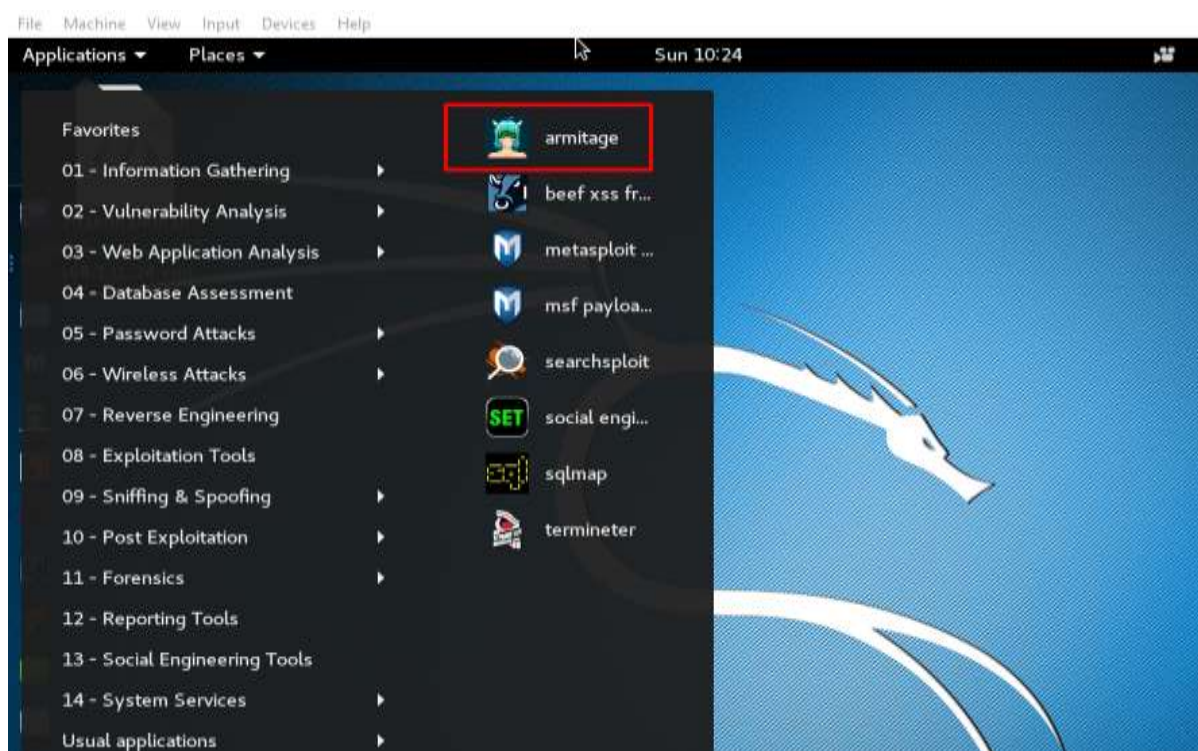 File Machine View Input Devices Help
Applications Places Sun 10:24
Favorites
01 - Information Gathering
02 - Vulnerability Analysis
03 - Web Application Analysis
04 - Database Assessment
05 - Password Attacks
06 - Wireless Attacks
07 - Reverse Engineering
08 - Exploitation Tools
09 - Sniffing & Spoofing
10 - Post Exploitation
11 - Forensics
12 - Reporting Tools
13 - Social Engineering Tools
14 - System Services
Usual applications
armitage
beef xss fr...
metasploit ...
msf payloa...
searchsploit
SET social engi...
sql sqlmap
termineter